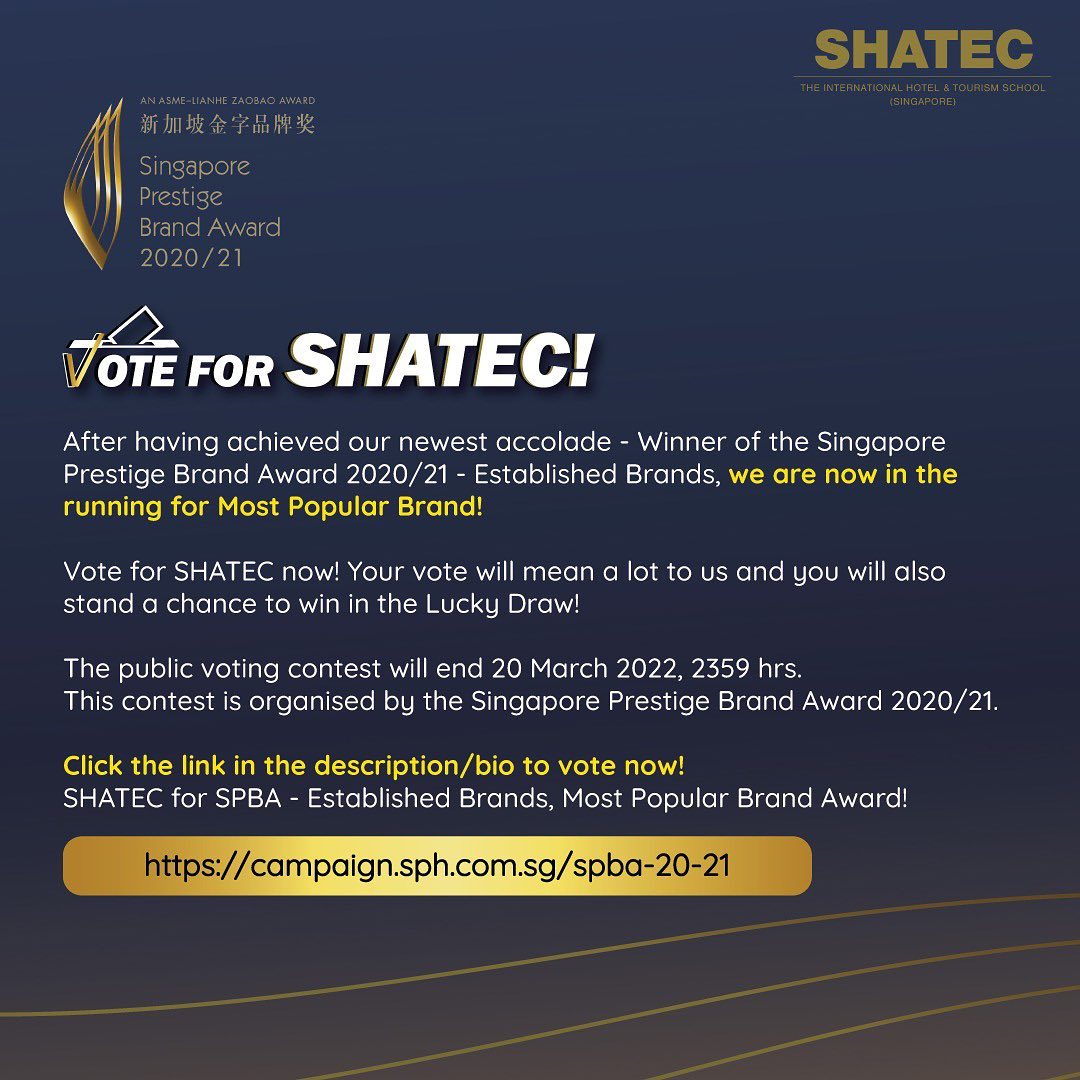 SHATEC
THE INTERNATIONAL HOTEL & TOURISM SCHOOL
(SINGAPORE)
AN ASME-LIANHE ZAOBAO AWARD
新加坡金字品牌奖
Singapore
Prestige
Brand Award
2020/21
VOTE FOR SHATEC!
After having achieved our newest accolade - Winner of the Singapore
Prestige Brand Award 2020/21 - Established Brands, we are now in the
running for Most Popular Brand!
Vote for SHATEC now! Your vote will mean a lot to us and you will also
stand a chance to win in the Lucky Draw!
The public voting contest will end 20 March 2022, 2359 hrs.
This contest is organised by the Singapore Prestige Brand Award 2020/21.
Click the link in the description/bio to vote now!
SHATEC for SPBA - Established Brands, Most Popular Brand Award!
https://campaign.sph.com.sg/spba-20-21